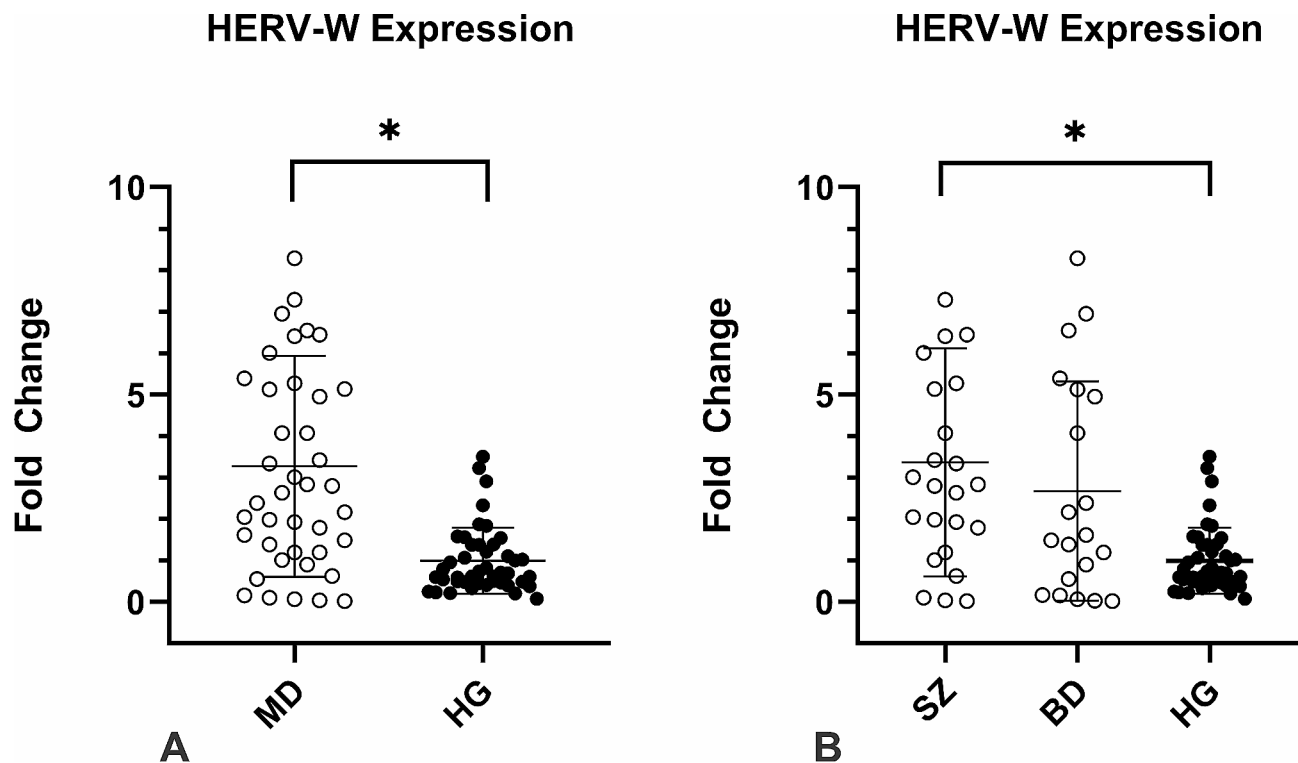 HERV-W Expression
*
10
5
0
Fold Change
MD
HG
A
HERV-W Expression
*
10
5
0
Fold Change
SZ
BD
HG
B